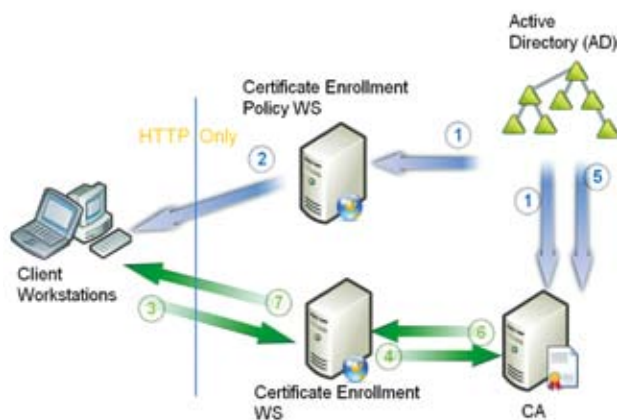 Active
Directory (AD)
Certificate Enrollment
Policy WS
HTTP Only
1
2
1
5
Client
Workstations
3
7
6
4
Certificate Enrollment
WS
CA